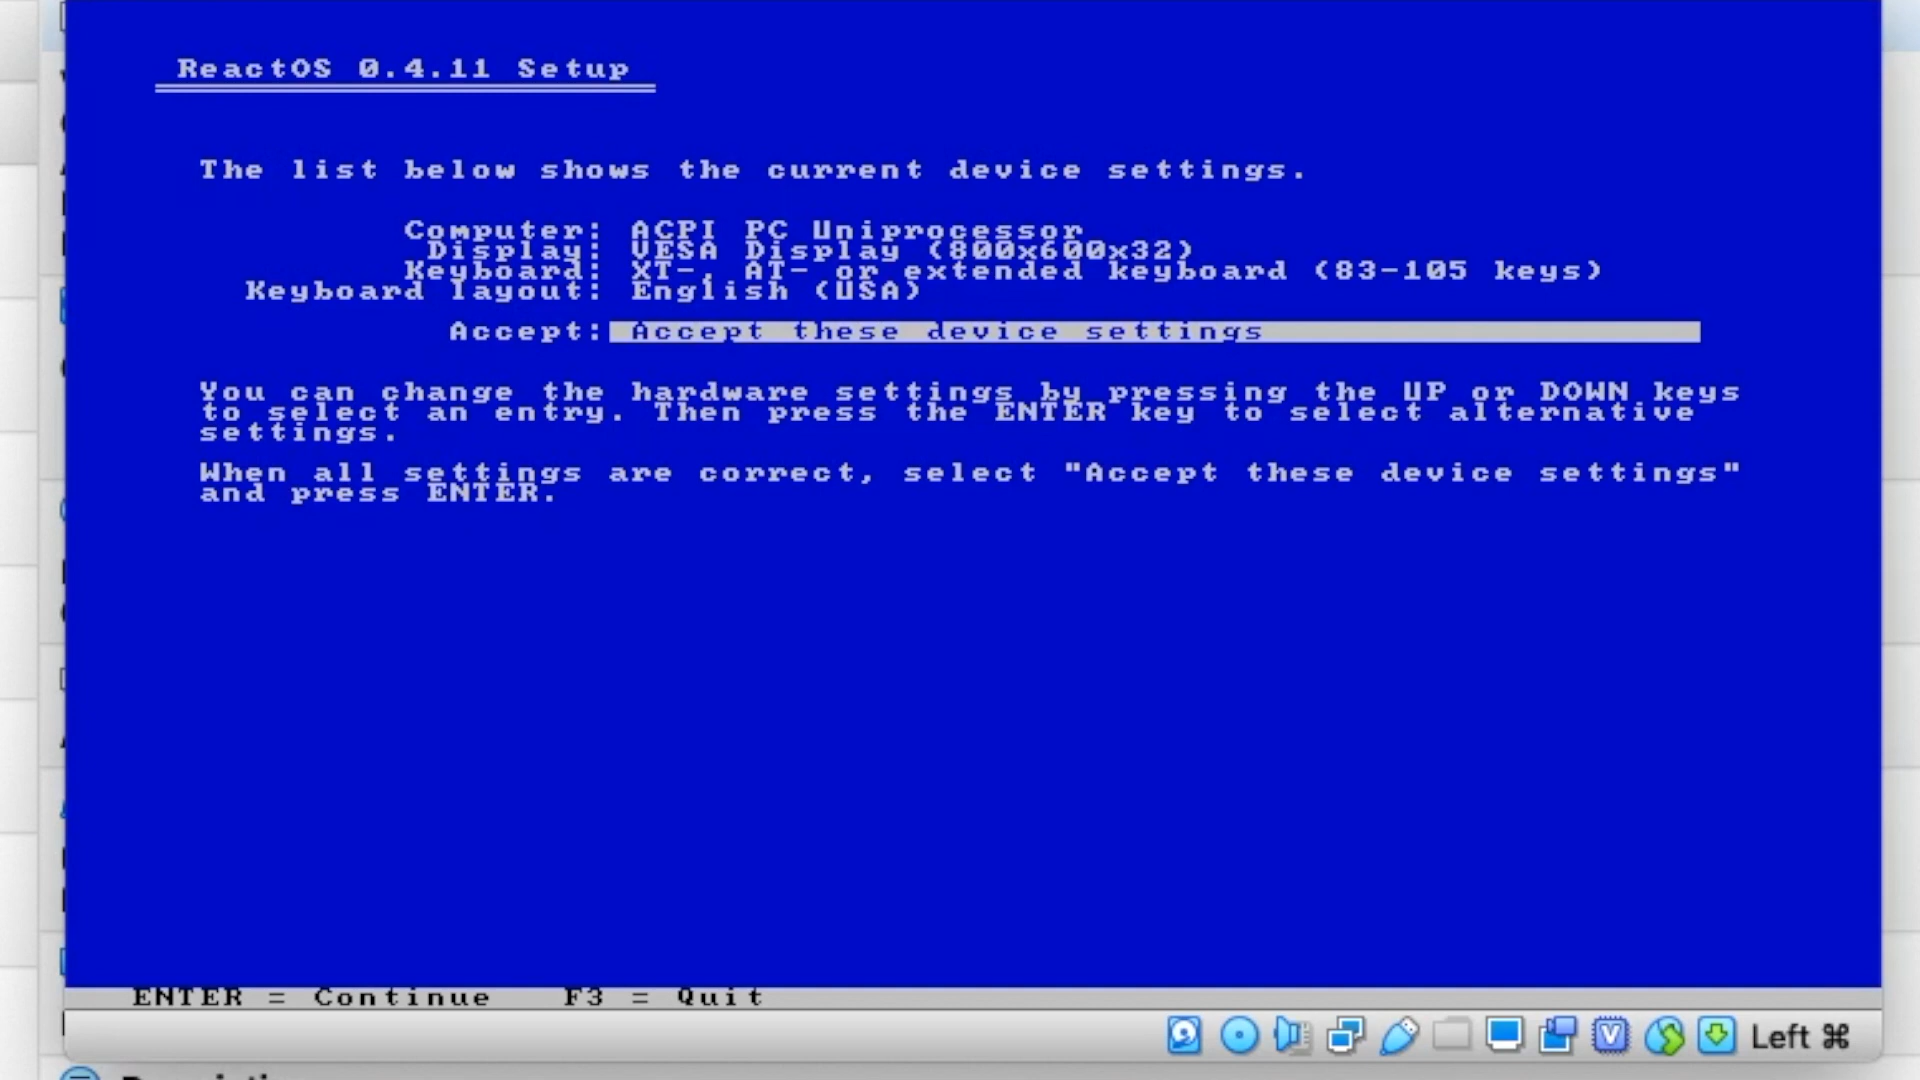 ReactOS 0.4.11 Setup
The list below shows the current device settings.
Computer: ACPI PC Uniprocessor
Display: VESA Display (800x600x32)
Keyboard: XT-, AT- or extended keyboard (83-105 keys)
Keyboard layout: English (USA)
Accept: Accept these device settings
You can change the hardware settings by pressing the UP or DOWN keys
to select an entry. Then press the ENTER key to select alternative
settings.
When all settings are correct, select "Accept these device settings"
and press ENTER.
ENTER = Continue F3 = Quit
Left ⌘